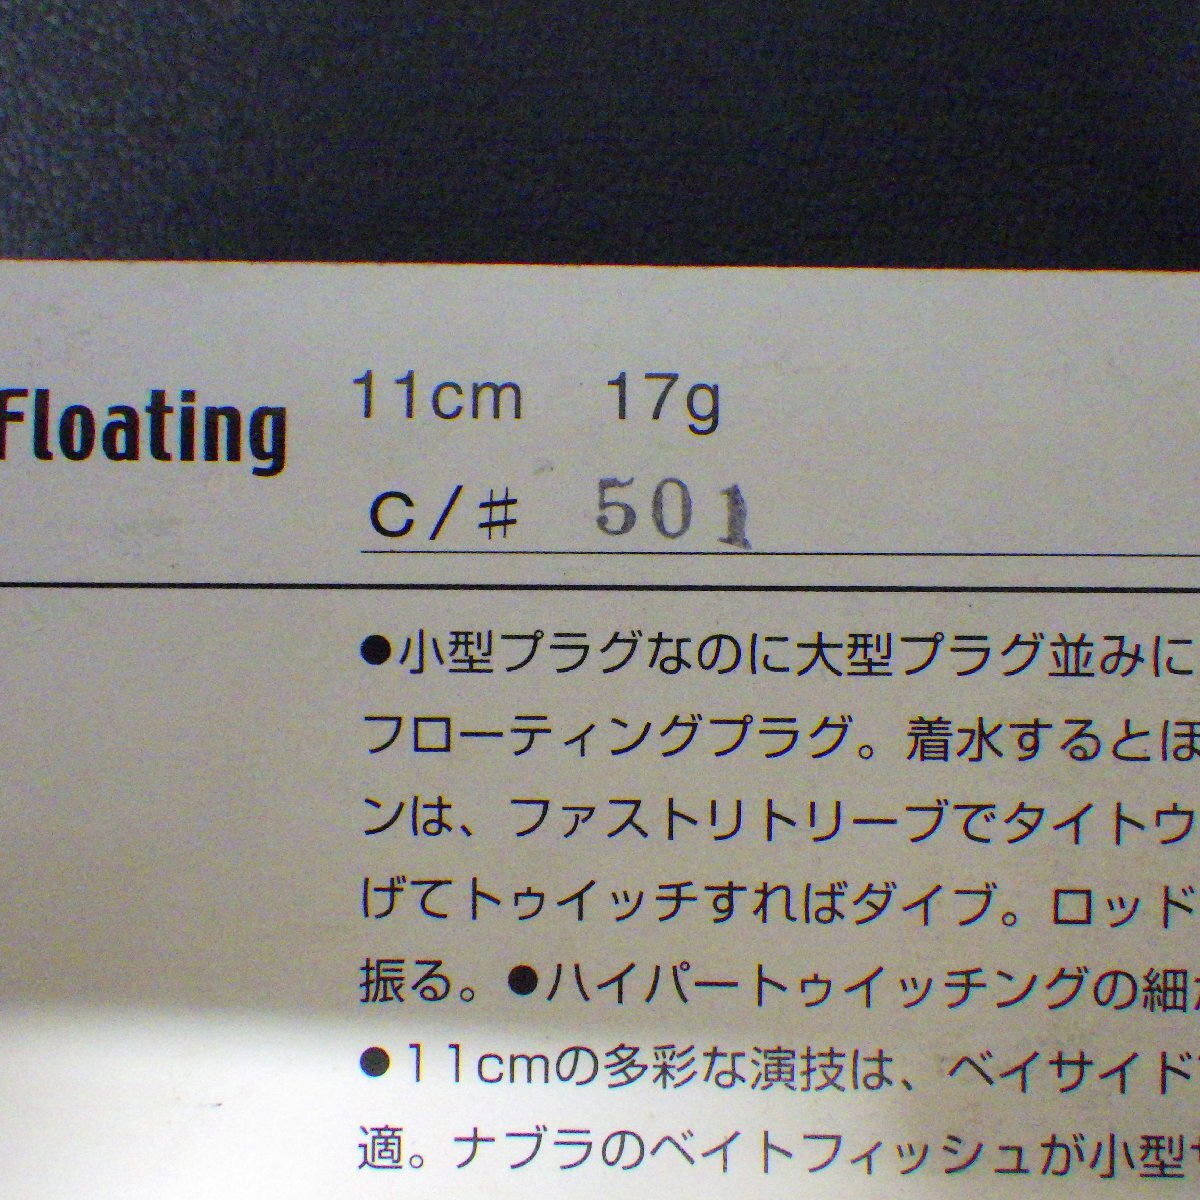 Floating 11cm 17g
C/# 501
●小型プラグなのに大型プラグ並みに
フローティングプラグ。着水するとほ
ンは、ファストリトリーブでタイトウ
げてトゥイッチすればダイブ。ロッド
振る。●ハイパートゥイッチングの細か
●11cmの多彩な演技は、ベイサイド
適。ナブラのベイトフィッシュが小型